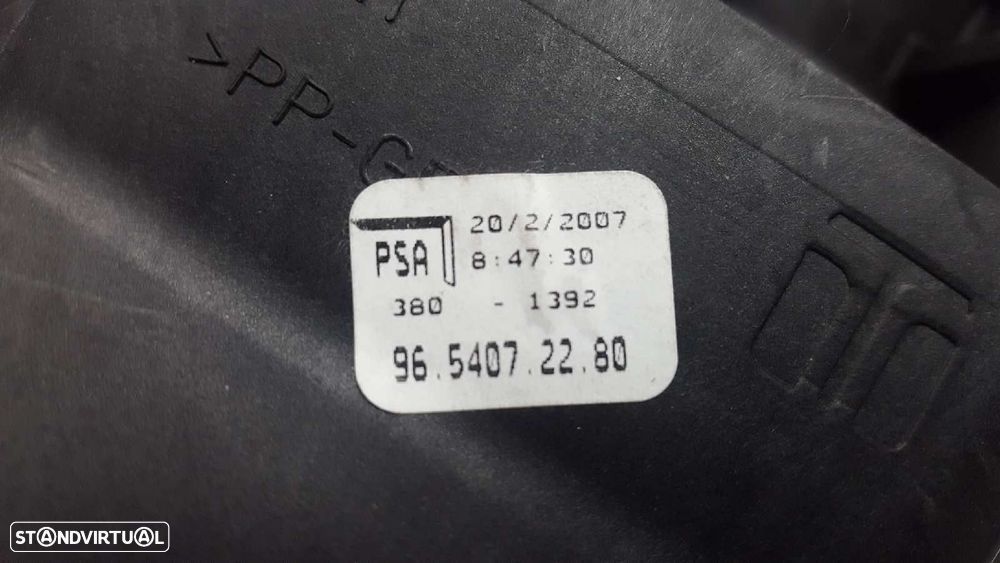 >PP-G
PSA
20/2/2007
8:47:30
380 - 1392
96.5407.22.80
STANDVIRTUAL